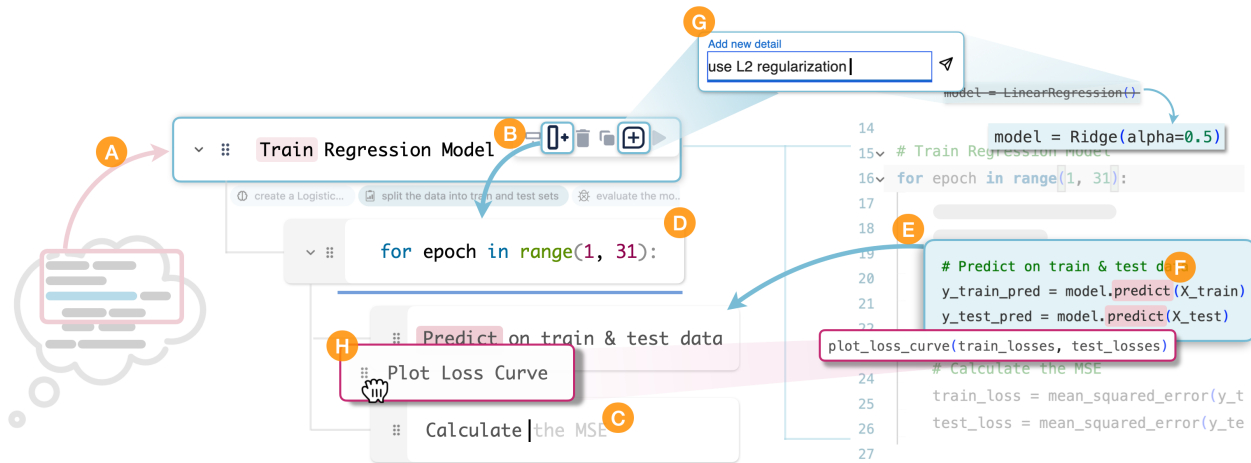 G
Add new detail
use L2 regularization
model = LinearRegression()
B
A
Train Regression Model
14
model = Ridge(alpha=0.5)
15 # Train Regression Model
16 for epoch in range(1, 31):
create a Logistic...
split the data into train and test sets
evaluate the mo..
17
18
D
E
for epoch in range(1, 31):
19
# Predict on train & test da
F
20
y_train_pred = model.predict(X_train)
21
y_test_pred = model.predict(X_test)
22
Predict on train & test data
H
plot_loss_curve(train_losses, test_losses)
Plot Loss Curve
24
# Calculate the MSE
25
train_loss = mean_squared_error(y_t
C
Calculate the MSE
26
test_loss = mean_squared_error(y_te
27